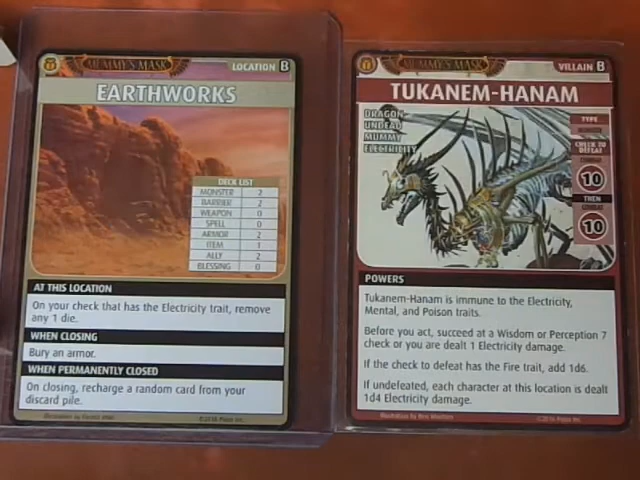 MUMMY'S MASK
LOCATION B
EARTHWORKS
DECK LIST
MONSTER 2
BARRIER 2
WEAPON 0
SPELL 0
ARMOR 2
ITEM 1
ALLY 2
BLESSING 0
AT THIS LOCATION
On your check that has the Electricity trait, remove
any 1 die.
WHEN CLOSING
Bury an armor.
WHEN PERMANENTLY CLOSED
On closing, recharge a random card from your
discard pile.
MUMMY'S MASK
VILLAIN B
TUKANEM-HANAM
DRAGON
UNDEAD
MUMMY
ELECTRICITY
TYPE
MONSTER
CHECK TO
DEFEAT
COMBAT
10
THEN
COMBAT
10
POWERS
Tukanem-Hanam is immune to the Electricity,
Mental, and Poison traits.
Before you act, succeed at a Wisdom or Perception 7
check or you are dealt 1 Electricity damage.
If the check to defeat has the Fire trait, add 1d6.
If undefeated, each character at this location is dealt
1d4 Electricity damage.
Illustration by